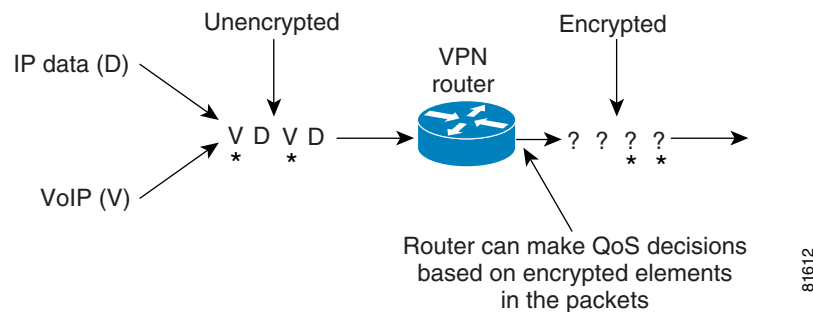 Unencrypted
Encrypted
IP data (D)
VPN
router
V D V D
* *
? ? ? ?
* *
VoIP (V)
Router can make QoS decisions
based on encrypted elements
in the packets
81612